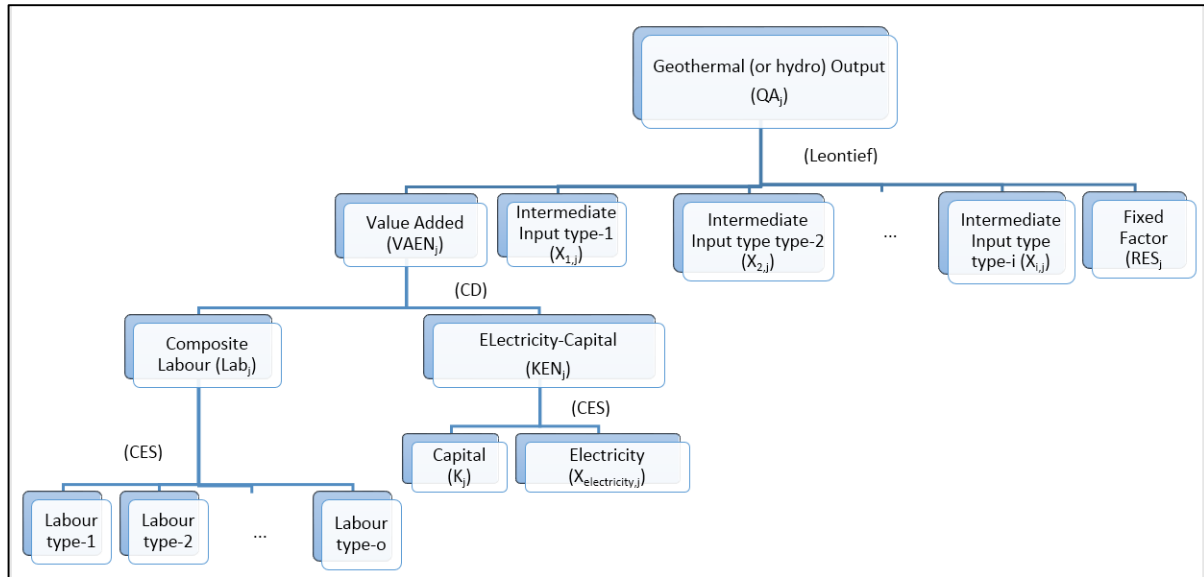 Geothermal (or hydro) Output
(QAj)
(Leontief)
Value Added
(VAENj)
Intermediate
Input type-1
(X1,j)
Intermediate
Input type type-2
(X2,j)
...
Intermediate
Input type
type-i (Xi,j)
Fixed
Factor
(RESj
(CD)
Composite
Labour (Labj)
ELectricity-Capital
(KENj)
(CES)
(CES)
Capital
(Kj)
Electricity
(Xelectricity,j)
Labour
type-1
Labour
type-2
...
Labour
type-o